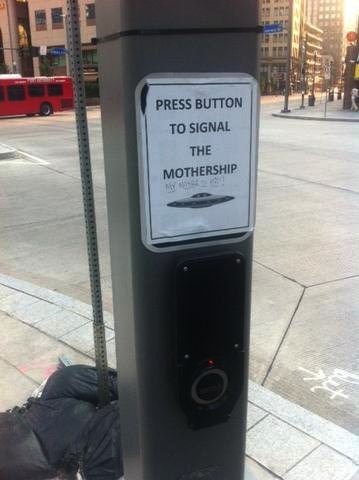 PRESS BUTTON
TO SIGNAL
THE
MOTHERSHIP